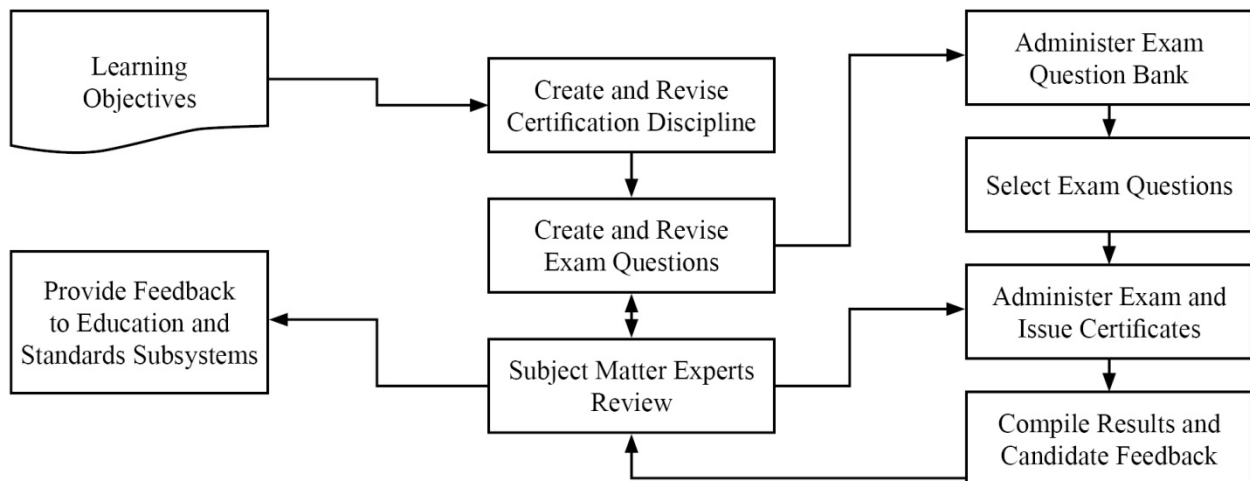 Learning
Objectives
Create and Revise
Certification Discipline
Administer Exam
Question Bank
Select Exam Questions
Create and Revise
Exam Questions
Provide Feedback
to Education and
Standards Subsystems
Subject Matter Experts
Review
Administer Exam and
Issue Certificates
Compile Results and
Candidate Feedback